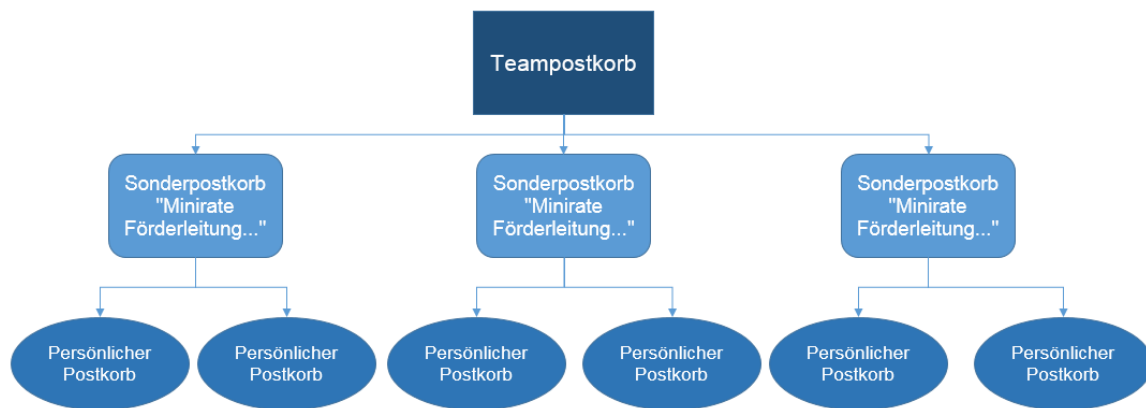 Teampostkorb
Sonderpostkorb
"Minirate
Förderleitung..."
Sonderpostkorb
"Minirate
Förderleitung..."
Sonderpostkorb
"Minirate
Förderleitung..."
Persönlicher
Postkorb
Persönlicher
Postkorb
Persönlicher
Postkorb
Persönlicher
Postkorb
Persönlicher
Postkorb
Persönlicher
Postkorb